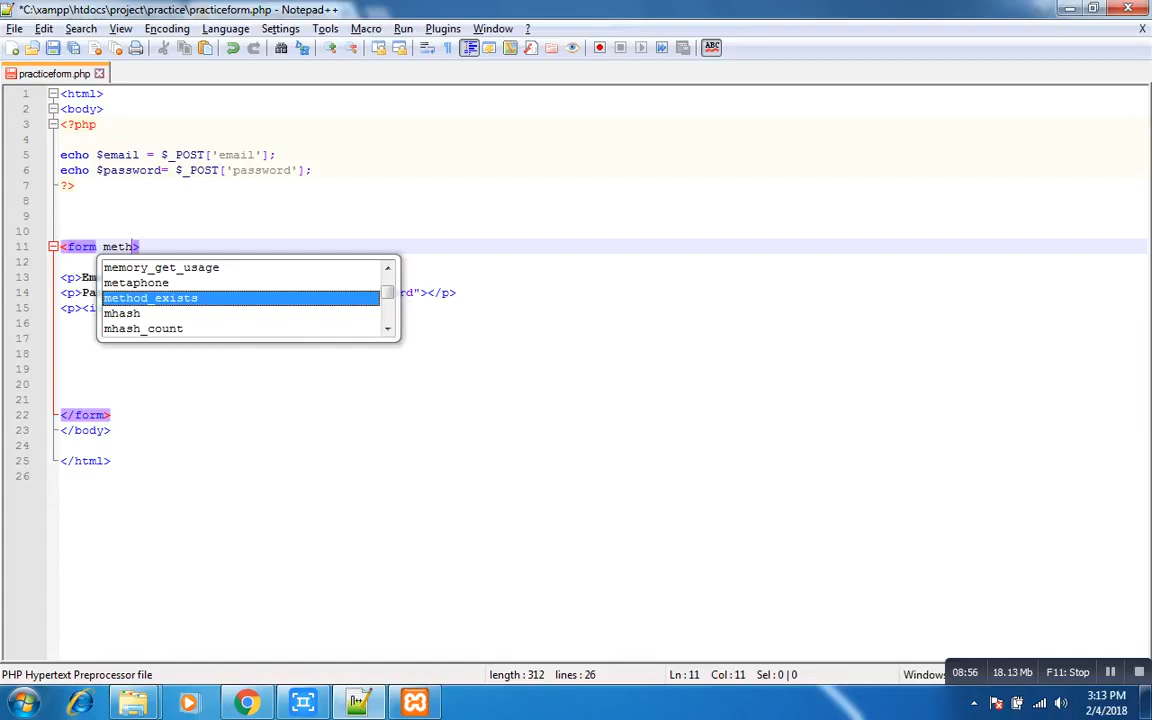 *C:\xampp\htdocs\project\practice\practiceform.php - Notepad++
File Edit Search View Encoding Language Settings Tools Macro Run Plugins Window ? X
practiceform.php
1 <html>
2 <body>
3 <?php
4
5 echo $email = $_POST['email'];
6 echo $password= $_POST['password'];
7 ?>
8
9
10
11 <form meth>
12 memory_get_usage
metaphone
13 <p>Em
14 <p>Pa method_exists rd"></p>
15 <p><i mhash
16 mhash_count
17
18
19
20
21
22 </form>
23 </body>
24
25 </html>
26
PHP Hypertext Preprocessor file length : 312 lines : 26 Ln : 11 Col : 11 Sel : 0 | 0 Windows
08:56 18.13 Mb F11: Stop
3:13 PM
2/4/2018